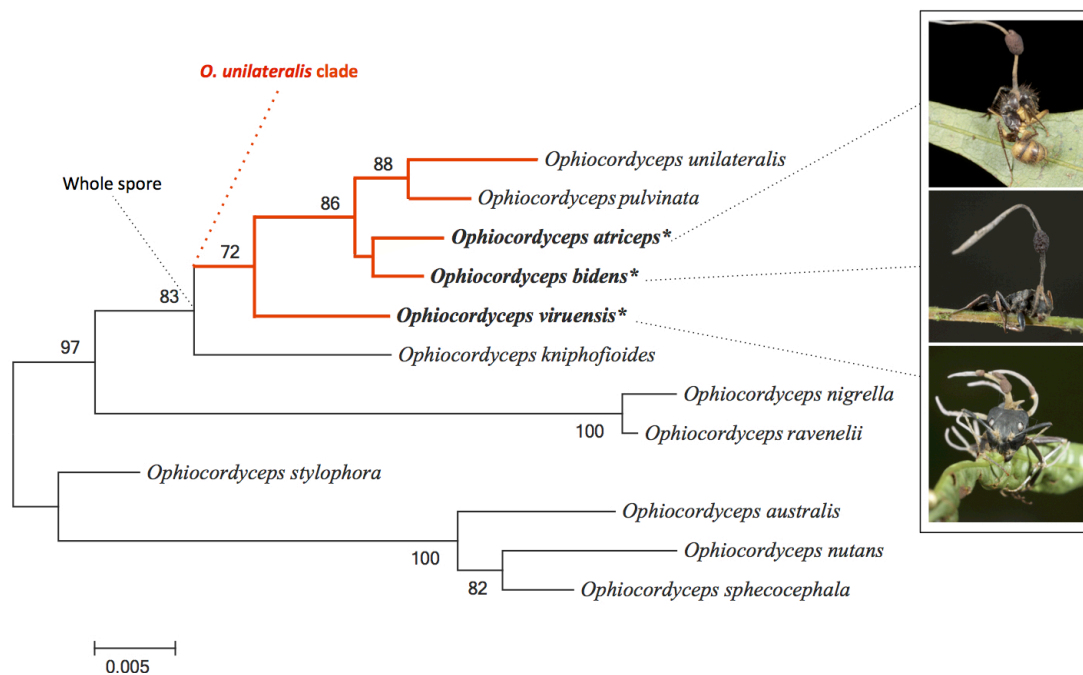 O. unilateralis clade
88
Ophiocordyceps unilateralis
Whole spore
86
Ophiocordyceps pulvinata
72
Ophiocordyceps atriceps*
Ophiocordyceps bidens*
83
Ophiocordyceps viruensis*
97
Ophiocordyceps kniphofioides
Ophiocordyceps nigrella
100
Ophiocordyceps ravenelii
Ophiocordyceps stylophora
Ophiocordyceps australis
100
Ophiocordyceps nutans
82
Ophiocordyceps sphecocephala
0.005